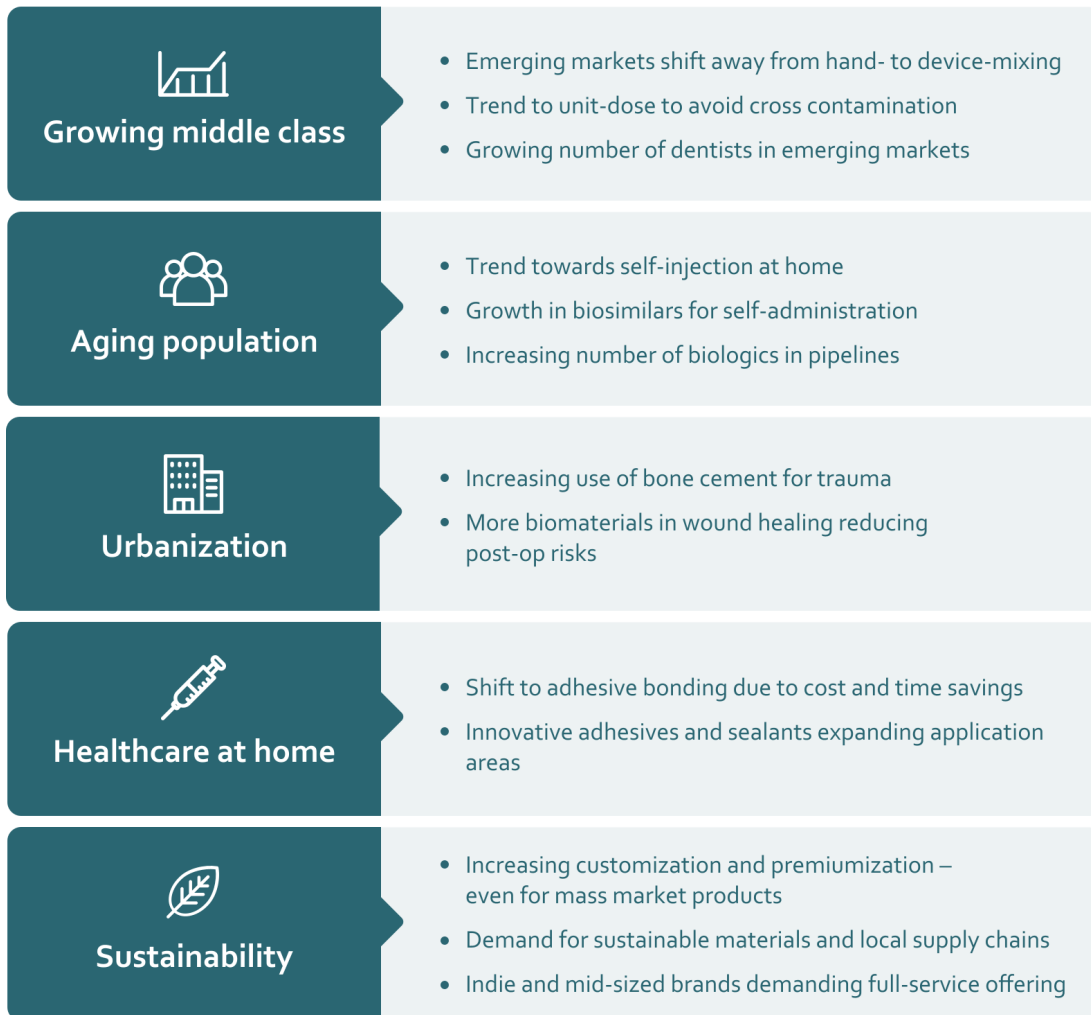 Growing middle class
• Emerging markets shift away from hand- to device-mixing
• Trend to unit-dose to avoid cross contamination
• Growing number of dentists in emerging markets
Aging population
• Trend towards self-injection at home
• Growth in biosimilars for self-administration
• Increasing number of biologics in pipelines
Urbanization
• Increasing use of bone cement for trauma
• More biomaterials in wound healing reducing
post-op risks
Healthcare at home
• Shift to adhesive bonding due to cost and time savings
• Innovative adhesives and sealants expanding application
areas
Sustainability
• Increasing customization and premiumization –
even for mass market products
• Demand for sustainable materials and local supply chains
• Indie and mid-sized brands demanding full-service offering